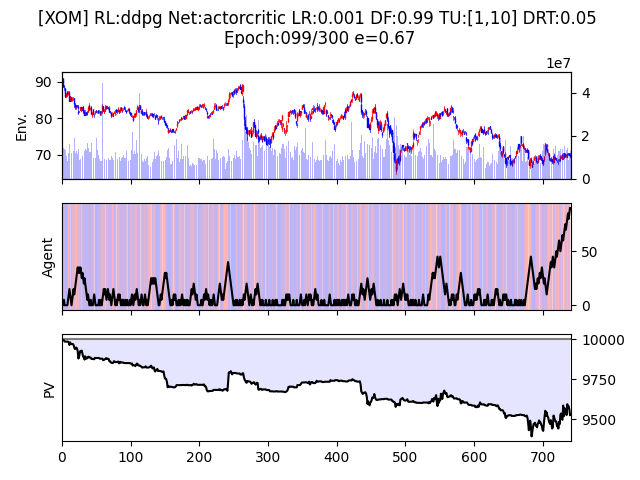 [XOM] RL:ddpg Net:actorcritic LR:0.001 DF:0.99 TU:[1,10] DRT:0.05
Epoch:099/300 e=0.67
1e7
90
80
70
Env.
4
2
0
Agent
50
0
PV
10000
9750
9500
0 100 200 300 400 500 600 700